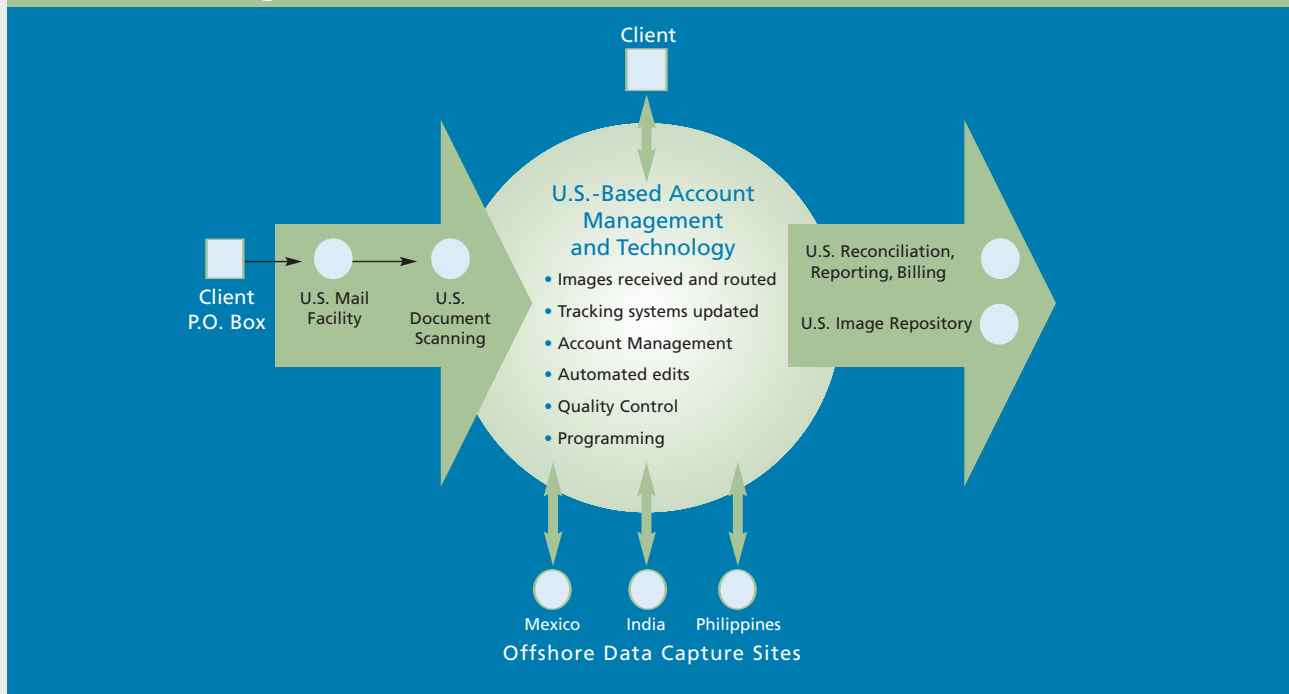 Client
U.S.-Based Account
Management
and Technology
• Images received and routed
• Tracking systems updated
• Account Management
• Automated edits
• Quality Control
• Programming
Client
P.O. Box
U.S. Mail
Facility
U.S.
Document
Scanning
U.S. Reconciliation,
Reporting, Billing
U.S. Image Repository
Mexico
India
Philippines
Offshore Data Capture Sites